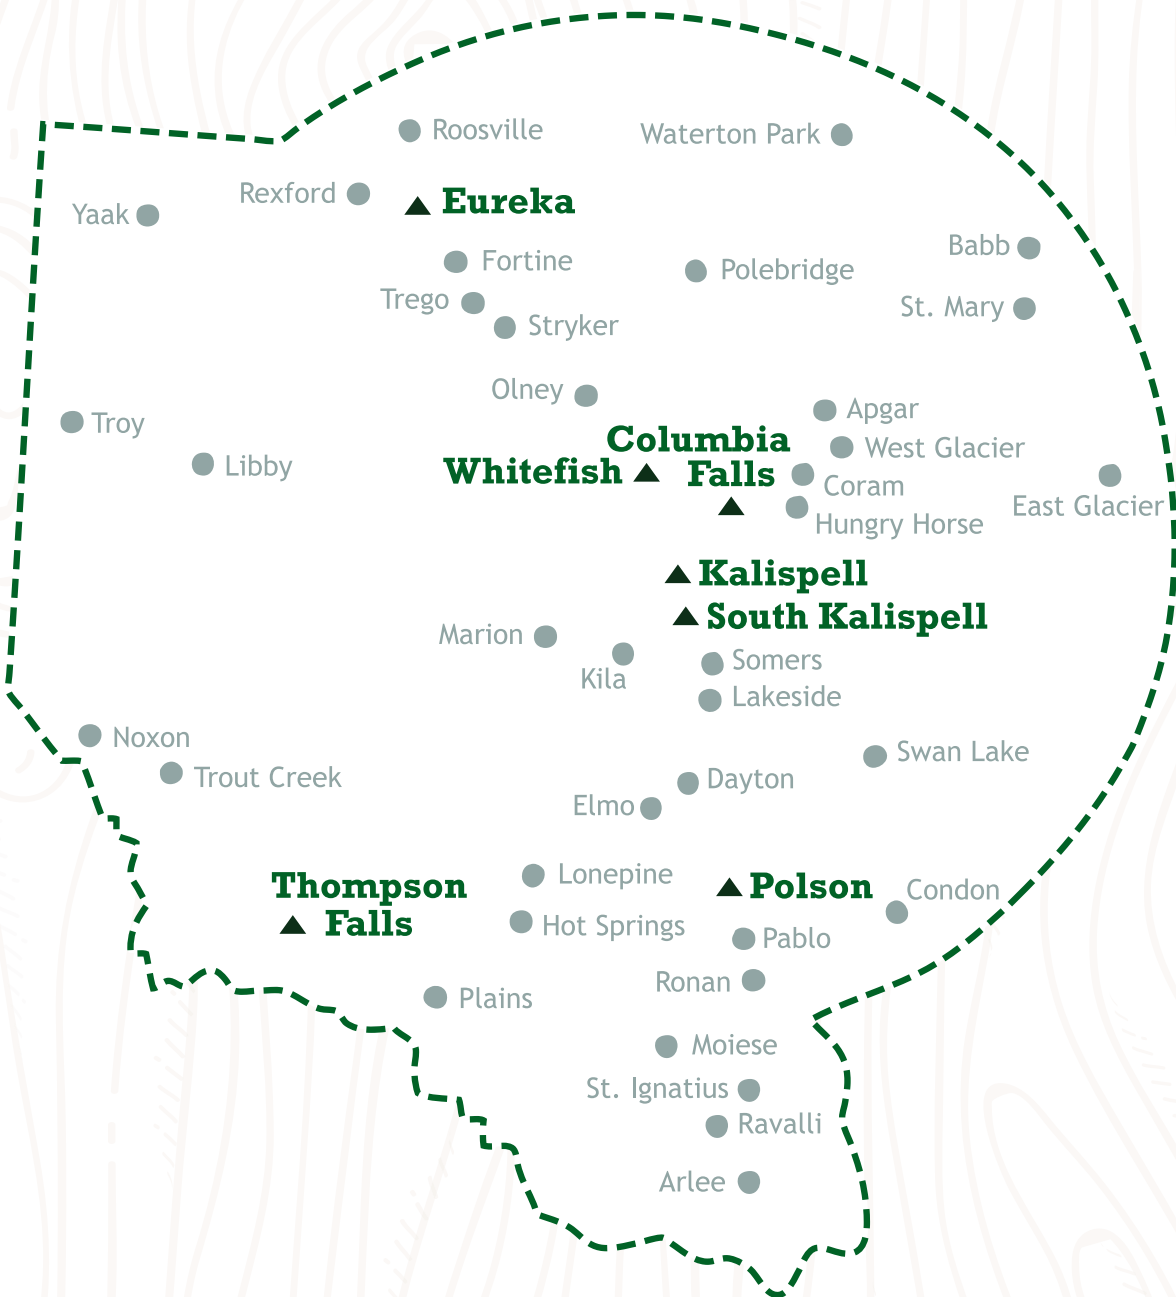 Roosville
Waterton Park
Rexford
Eureka
Yaak
Babb
Fortine
Polebridge
Trego
St. Mary
Stryker
Olney
Apgar
Troy
Columbia
West Glacier
Libby
Whitefish
Falls
Coram
East Glacier
Hungry Horse
Kalispell
South Kalispell
Marion
Somers
Kila
Lakeside
Noxon
Swan Lake
Trout Creek
Dayton
Elmo
Lonepine
Thompson
Falls
Polson
Condon
Hot Springs
Pablo
Ronan
Plains
Moiese
St. Ignatius
Ravalli
Arlee